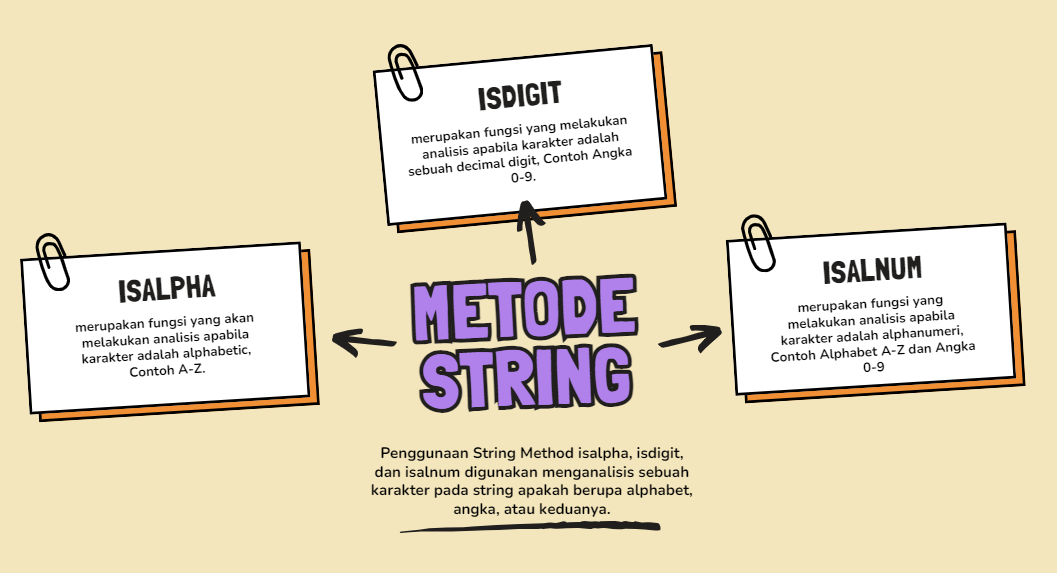 ISDIGIT
merupakan fungsi yang melakukan
analisis apabila karakter adalah
sebuah decimal digit, Contoh Angka
0-9.
ISALPHA
merupakan fungsi yang akan
melakukan analisis apabila
karakter adalah alphabetic,
Contoh A-Z.
METODE
STRING
ISALNUM
merupakan fungsi yang
melakukan analisis apabila
karakter adalah alphanumeri,
Contoh Alphabet A-Z dan Angka
0-9
Penggunaan String Method isalpha, isdigit,
dan isalnum digunakan menganalisis sebuah
karakter pada string apakah berupa alphabet,
angka, atau keduanya.